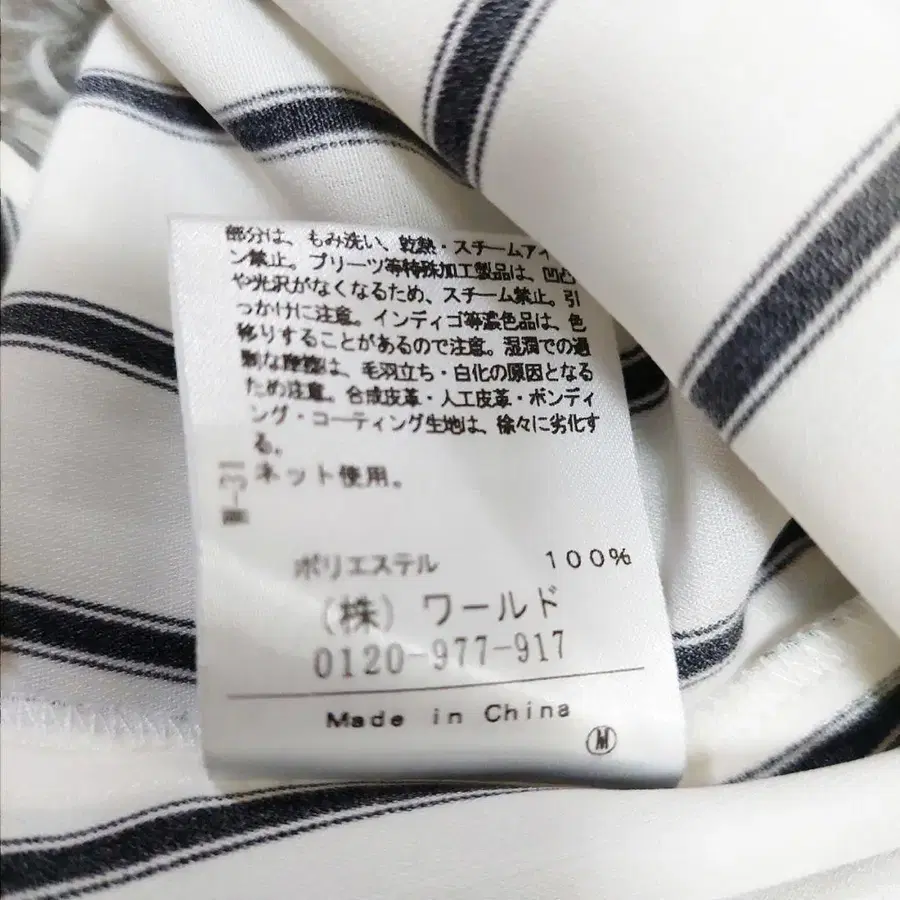 部分は、もみ洗い、乾熱・スチームアイ
ン禁止。プリーツ等特殊加工製品は、凹凸
や光沢がなくなるため、スチーム禁止。引
っかけに注意。インディゴ等濃色品は、色
移りすることがあるので注意。湿潤での過
剰な摩擦は、毛羽立ち・白化の原因となる
ため注意。合成皮革・人工皮革・ボンディ
ング・コーティング生地は、徐々に劣化す
る。
ネット使用。
ポリエステル 100%
(株) ワールド
0120-977-917
Made in China
M